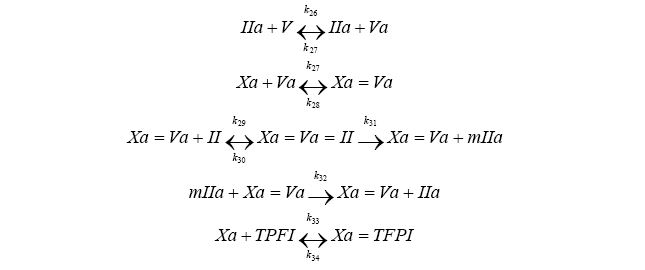 k26
IIa + V ⟷ IIa + Va
k27
k27
Xa + Va ⟷ Xa = Va
k28
k29 k31
Xa = Va + II ⟷ Xa = Va = II ⟶ Xa = Va + mIIa
k30
k32
mIIa + Xa = Va ⟶ Xa = Va + IIa
k33
Xa + TPFI ⟷ Xa = TFPI
k34